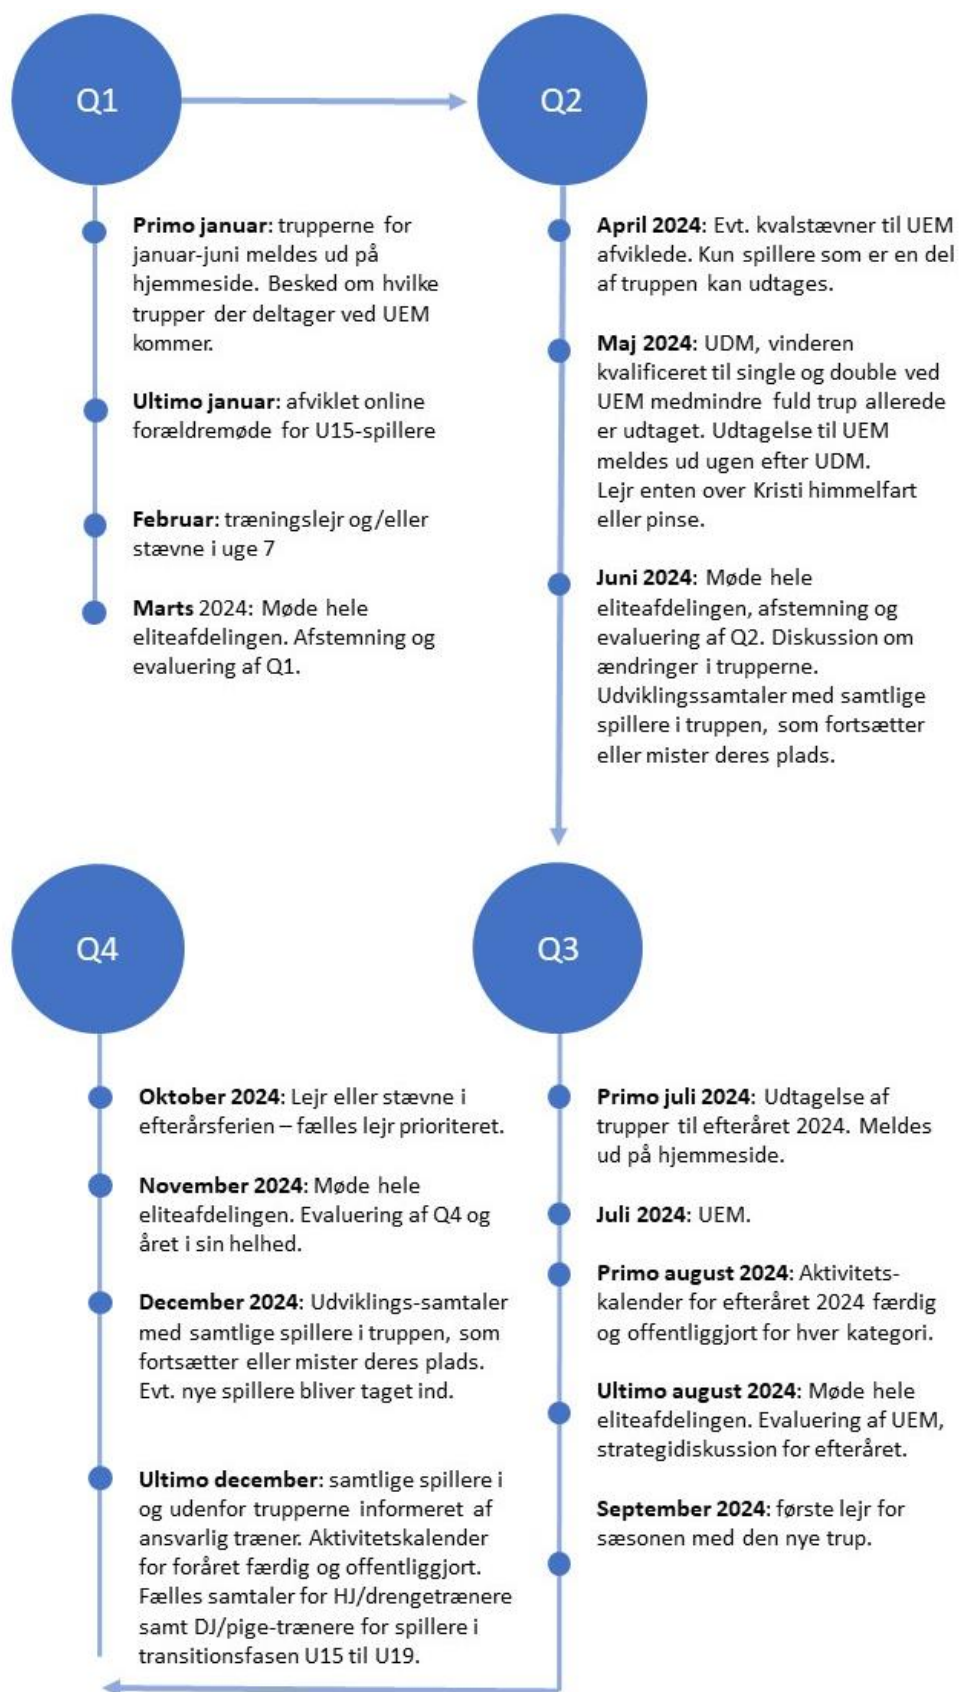 Q1
Primo januar: trupperne for
januar-juni meldes ud på
hjemmeside. Besked om hvilke
trupper der deltager ved UEM
kommer.
Ultimo januar: afviklet online
forældremøde for U15-spillere
Februar: træningslejr og/eller
stævne i uge 7
Marts 2024: Møde hele
eliteafdelingen. Afstemning og
evaluering af Q1.
Q2
April 2024: Evt. kvalstævner til UEM
afviklede. Kun spillere som er en del
af truppen kan udtages.
Maj 2024: UDM, vinderen
kvalificeret til single og double ved
UEM medmindre fuld trup allerede
er udtaget. Udtagelse til UEM
meldes ud ugen efter UDM.
Lejr enten over Kristi himmelfart
eller pinse.
Juni 2024: Møde hele
eliteafdelingen, afstemning og
evaluering af Q2. Diskussion om
ændringer i trupperne.
Udviklingssamtaler med samtlige
spillere i truppen, som fortsætter
eller mister deres plads.
Q3
Primo juli 2024: Udtagelse af
trupper til efteråret 2024. Meldes
ud på hjemmeside.
Juli 2024: UEM.
Primo august 2024: Aktivitets-
kalender for efteråret 2024 færdig
og offentliggjort for hver kategori.
Ultimo august 2024: Møde hele
eliteafdelingen. Evaluering af UEM,
strategidiskussion for efteråret.
September 2024: første lejr for
sæsonen med den nye trup.
Q4
Oktober 2024: Lejr eller stævne i
efterårsferien – fælles lejr prioriteret.
November 2024: Møde hele
eliteafdelingen. Evaluering af Q4 og
året i sin helhed.
December 2024: Udviklings-samtaler
med samtlige spillere i truppen, som
fortsætter eller mister deres plads.
Evt. nye spillere bliver taget ind.
Ultimo december: samtlige spillere i
og udenfor trupperne informeret af
ansvarlig træner. Aktivitetskalender
for foråret færdig og offentliggjort.
Fælles samtaler for HJ/drengetrænere
samt DJ/pige-trænere for spillere i
transitionsfasen U15 til U19.